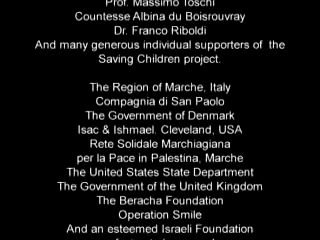 Prof. Massimo Toschi
Countesse Albina du Boisrouvray
Dr. Franco Riboldi
And many generous individual supporters of the
Saving Children project.
The Region of Marche, Italy
Compagnia di San Paolo
The Government of Denmark
Isac & Ishmael. Cleveland, USA
Rete Solidale Marchiagiana
per la Pace in Palestina, Marche
The United States State Department
The Government of the United Kingdom
The Beracha Foundation
Operation Smile
And an esteemed Israeli Foundation